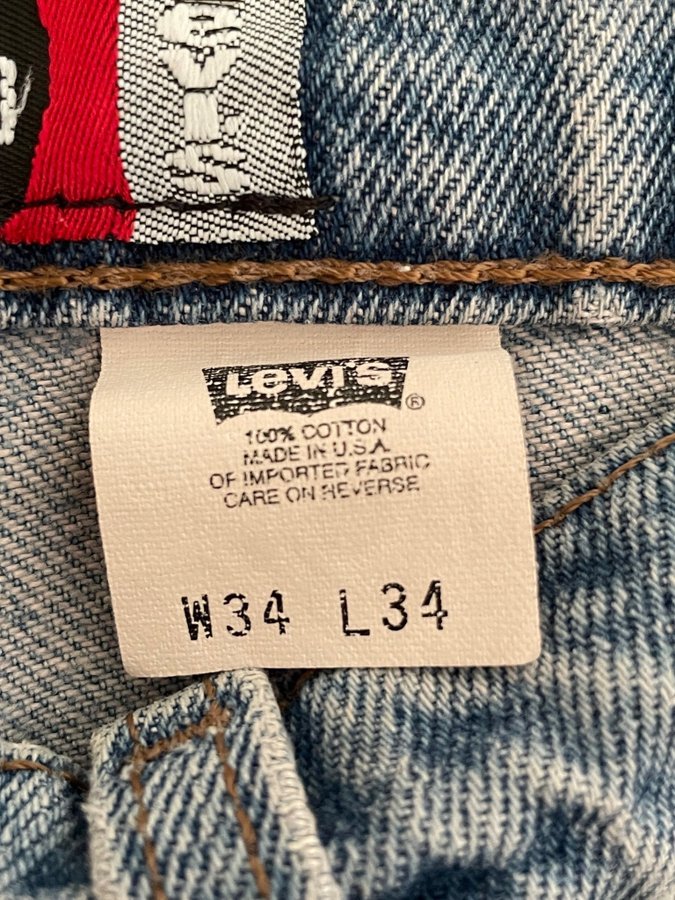 LEVI'S ®
100% COTTON
MADE IN U.S.A.
OF IMPORTED FABRIC
CARE ON REVERSE
W34 L34